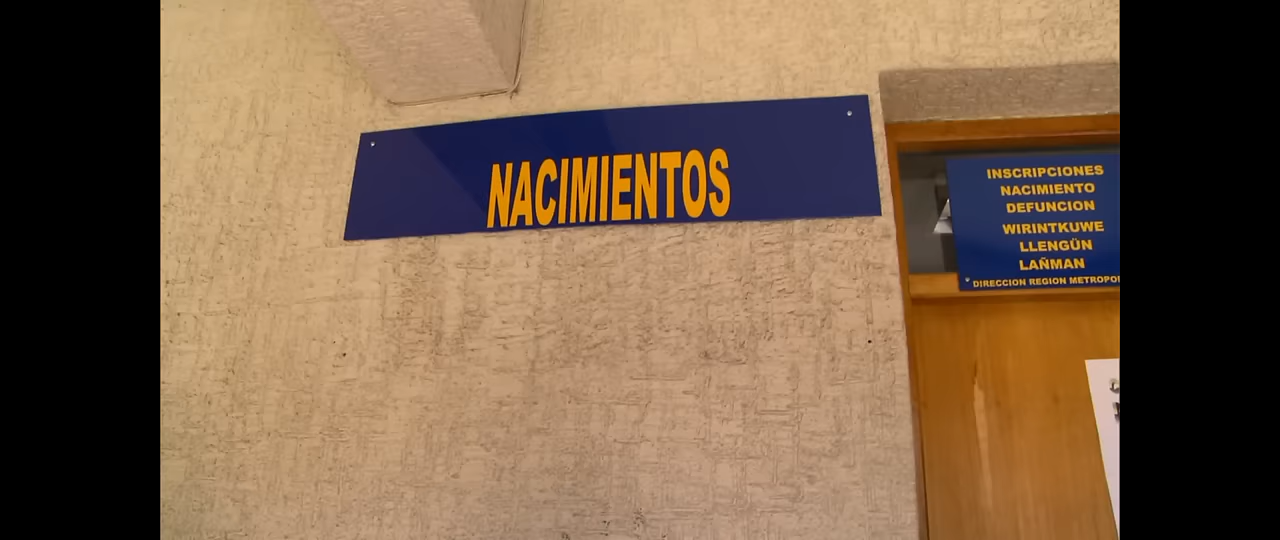 NACIMIENTOS
INSCRIPCIONES
NACIMIENTO
DEFUNCION
WIRINTKUWE
LLENGÜN
LAÑMAN
DIRECCION REGION METROPO